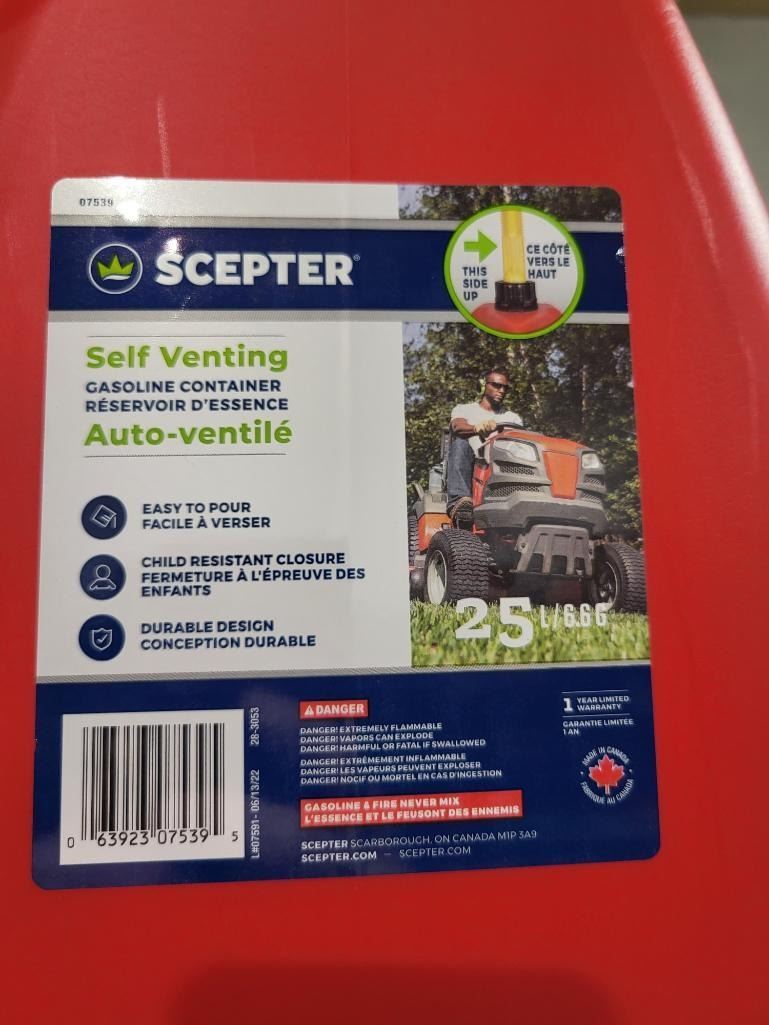 07539
SCEPTER®
THIS
SIDE
UP
CE CÔTÉ
VERS LE
HAUT
Self Venting
GASOLINE CONTAINER
RÉSERVOIR D'ESSENCE
Auto-ventilé
EASY TO POUR
FACILE À VERSER
CHILD RESISTANT CLOSURE
FERMETURE À L'ÉPREUVE DES
ENFANTS
DURABLE DESIGN
CONCEPTION DURABLE
25 L/6.6 G
0 63923 07539 5
L#07591- 06/13/22 28-3053
DANGER
DANGER! EXTREMELY FLAMMABLE
DANGER! VAPORS CAN EXPLODE
DANGER! HARMFUL OR FATAL IF SWALLOWED
DANGER! EXTRÊMEMENT INFLAMMABLE
DANGER! LES VAPEURS PEUVENT EXPLOSER
DANGER! NOCIF OU MORTEL EN CAS D'INGESTION
GASOLINE & FIRE NEVER MIX
L'ESSENCE ET LE FEUSONT DES ENNEMIS
SCEPTER SCARBOROUGH, ON CANADA M1P 3A9
SCEPTER.COM — SCEPTER.COM
1 YEAR LIMITED
WARRANTY
GARANTIE LIMITÉE
1 AN
MADE IN CANADA
FABRIQUÉ AU CANADA